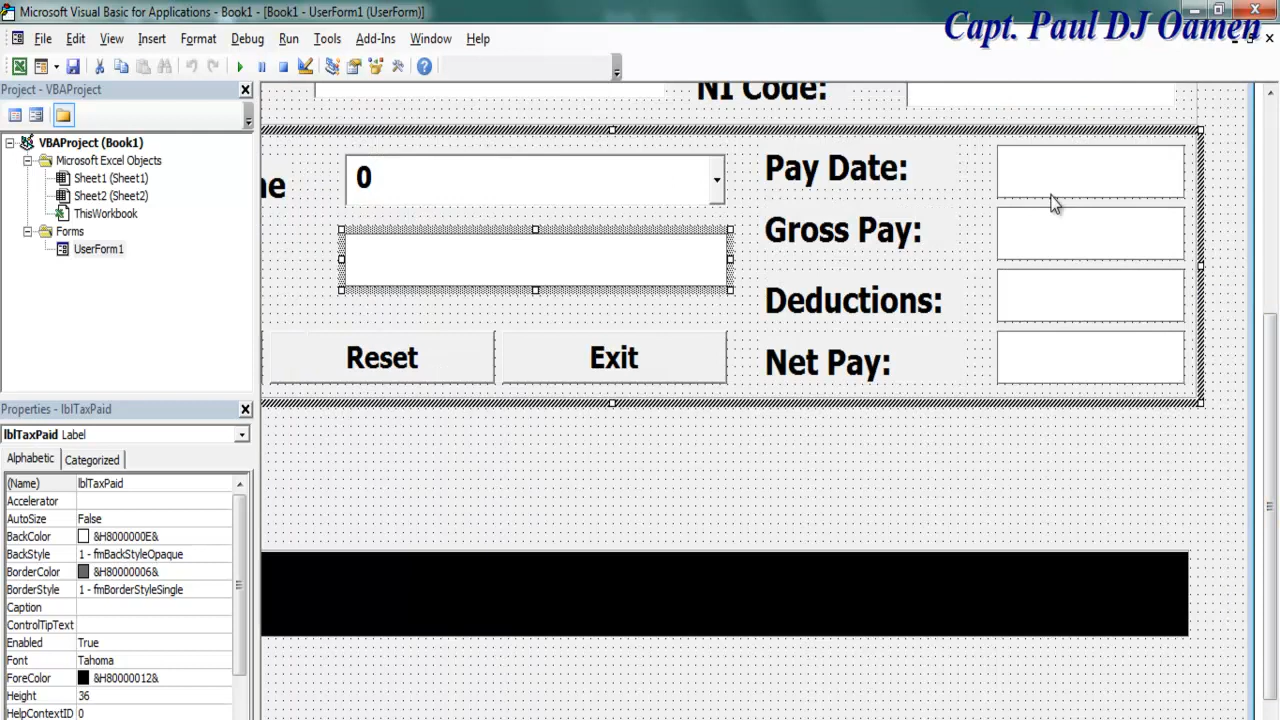 Microsoft Visual Basic for Applications - Book1 - [Book1 - UserForm1 (UserForm)]
Capt. Paul DJ Oamen
File Edit View Insert Format Debug Run Tools Add-Ins Window Help
Project - VBAProject
VBAProject (Book1)
Microsoft Excel Objects
Sheet1 (Sheet1)
Sheet2 (Sheet2)
ThisWorkbook
Forms
UserForm1
NI Code:
ne
0
Pay Date:
Gross Pay:
Deductions:
Reset
Exit
Net Pay:
Properties - lblTaxPaid
lblTaxPaid Label
Alphabetic Categorized
(Name) lblTaxPaid
Accelerator
AutoSize False
BackColor &H8000000E&
BackStyle 1 - fmBackStyleOpaque
BorderColor &H80000006&
BorderStyle 1 - fmBorderStyleSingle
Caption
ControlTipText
Enabled True
Font Tahoma
ForeColor &H80000012&
Height 36
HelpContextID 0